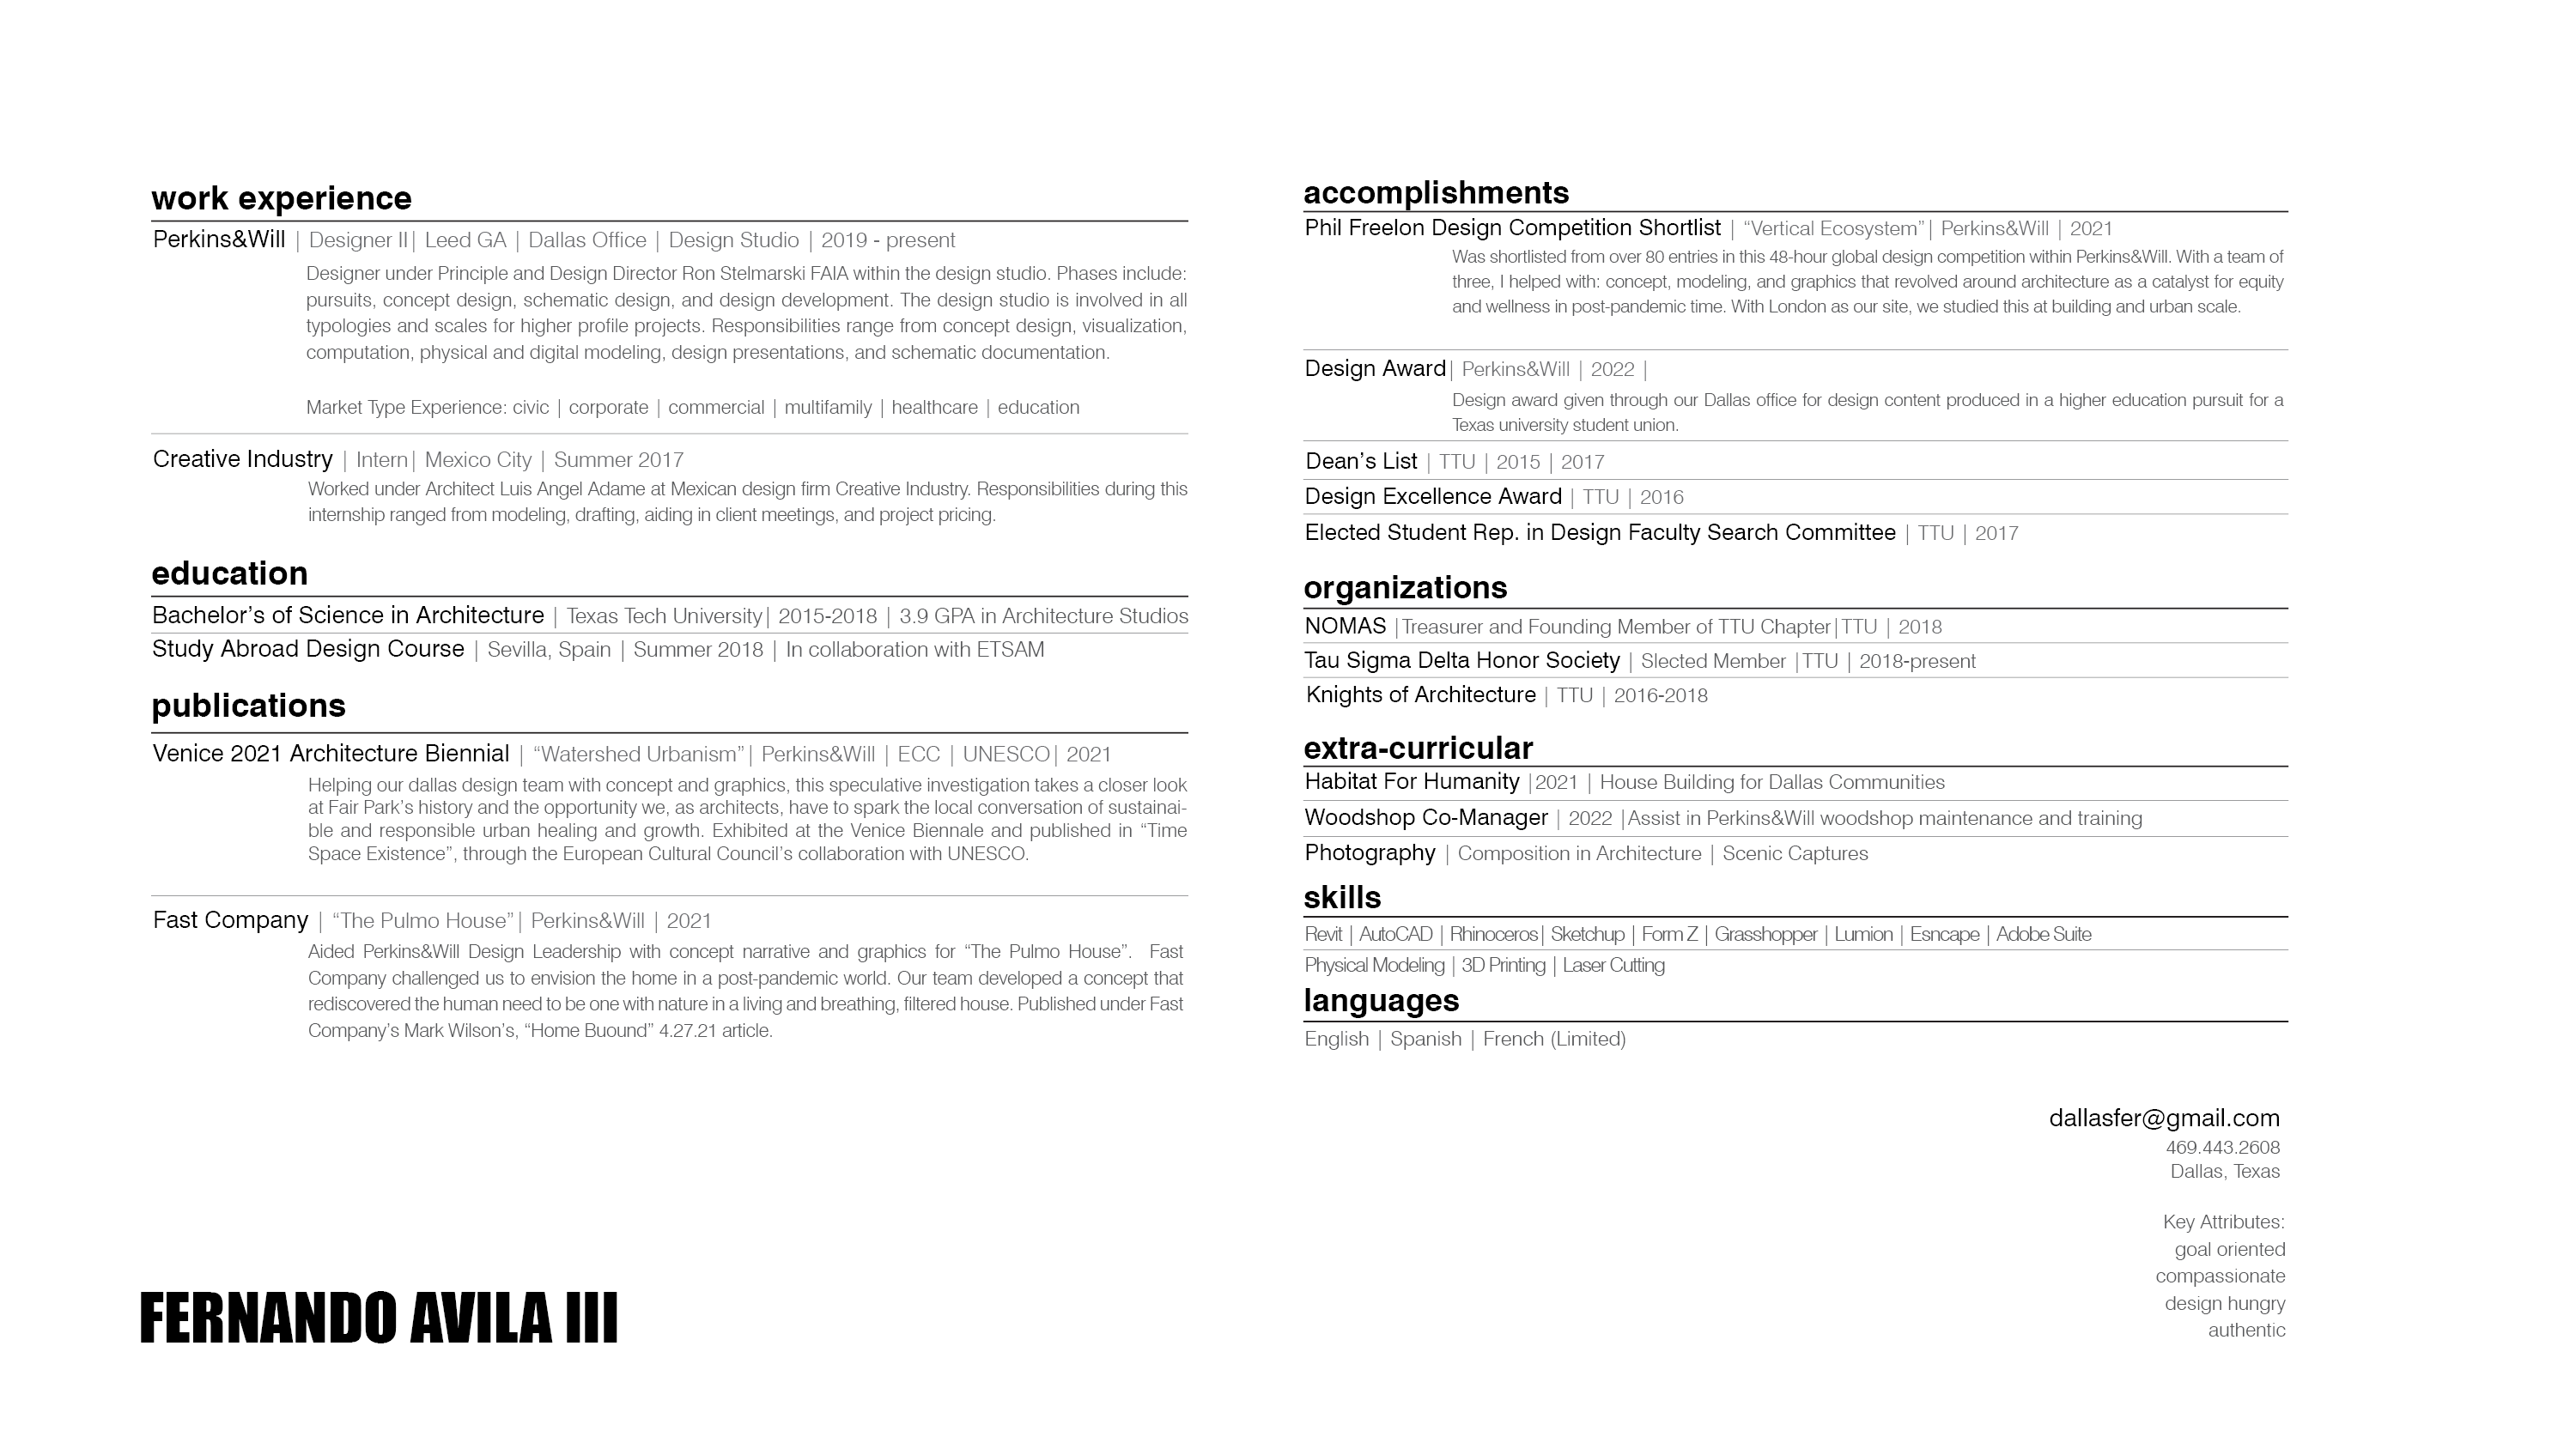 work experience
Perkins&Will | Designer II| Leed GA | Dallas Office | Design Studio | 2019 - present
Designer under Principle and Design Director Ron Stelmarski FAIA within the design studio. Phases include:
pursuits, concept design, schematic design, and design development. The design studio is involved in all
typologies and scales for higher profile projects. Responsibilities range from concept design, visualization,
computation, physical and digital modeling, design presentations, and schematic documentation.
Market Type Experience: civic | corporate | commercial | multifamily | healthcare | education
Creative Industry | Intern| Mexico City | Summer 2017
Worked under Architect Luis Angel Adame at Mexican design firm Creative Industry. Responsibilities during this
internship ranged from modeling, drafting, aiding in client meetings, and project pricing.
education
Bachelor’s of Science in Architecture | Texas Tech University| 2015-2018 | 3.9 GPA in Architecture Studios
Study Abroad Design Course | Sevilla, Spain | Summer 2018 | In collaboration with ETSAM
publications
Venice 2021 Architecture Biennial | “Watershed Urbanism”| Perkins&Will | ECC | UNESCO| 2021
Helping our dallas design team with concept and graphics, this speculative investigation takes a closer look
at Fair Park’s history and the opportunity we, as architects, have to spark the local conversation of sustainai-
ble and responsible urban healing and growth. Exhibited at the Venice Biennale and published in “Time
Space Existence”, through the European Cultural Council’s collaboration with UNESCO.
Fast Company | “The Pulmo House”| Perkins&Will | 2021
Aided Perkins&Will Design Leadership with concept narrative and graphics for “The Pulmo House”. Fast
Company challenged us to envision the home in a post-pandemic world. Our team developed a concept that
rediscovered the human need to be one with nature in a living and breathing, filtered house. Published under Fast
Company’s Mark Wilson’s, “Home Buound” 4.27.21 article.
accomplishments
Phil Freelon Design Competition Shortlist | “Vertical Ecosystem”| Perkins&Will | 2021
Was shortlisted from over 80 entries in this 48-hour global design competition within Perkins&Will. With a team of
three, I helped with: concept, modeling, and graphics that revolved around architecture as a catalyst for equity
and wellness in post-pandemic time. With London as our site, we studied this at building and urban scale.
Design Award| Perkins&Will | 2022 |
Design award given through our Dallas office for design content produced in a higher education pursuit for a
Texas university student union.
Dean’s List | TTU | 2015 | 2017
Design Excellence Award | TTU | 2016
Elected Student Rep. in Design Faculty Search Committee | TTU | 2017
organizations
NOMAS |Treasurer and Founding Member of TTU Chapter|TTU | 2018
Tau Sigma Delta Honor Society | Slected Member |TTU | 2018-present
Knights of Architecture | TTU | 2016-2018
extra-curricular
Habitat For Humanity |2021 | House Building for Dallas Communities
Woodshop Co-Manager | 2022 |Assist in Perkins&Will woodshop maintenance and training
Photography | Composition in Architecture | Scenic Captures
skills
Revit | AutoCAD | Rhinoceros| Sketchup | Form Z | Grasshopper | Lumion | Esncape | Adobe Suite
Physical Modeling | 3D Printing | Laser Cutting
languages
English | Spanish | French (Limited)
dallasfer@gmail.com
469.443.2608
Dallas, Texas
Key Attributes:
goal oriented
compassionate
design hungry
authentic
FERNANDO AVILA III